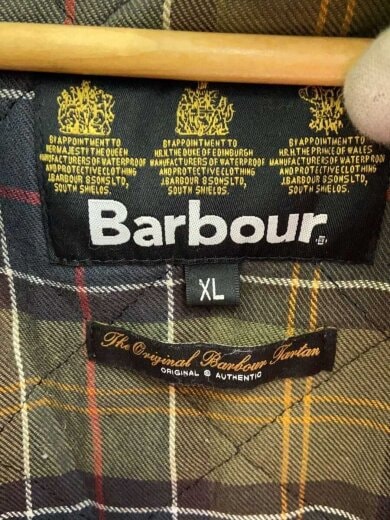 BY APPOINTMENT TO
HER MAJESTY THE QUEEN
MANUFACTURERS OF WATERPROOF
AND PROTECTIVE CLOTHING
J.BARBOUR & SONS LTD,
SOUTH SHIELDS.
BY APPOINTMENT TO
H.R.H. THE DUKE OF EDINBURGH
MANUFACTURERS OF WATERPROOF
AND PROTECTIVE CLOTHING
J.BARBOUR & SONS LTD,
SOUTH SHIELDS.
BY APPOINTMENT TO
H.R.H. THE PRINCE OF WALES
MANUFACTURERS OF WATERPROOF
AND PROTECTIVE CLOTHING
J.BARBOUR & SONS LTD,
SOUTH SHIELDS.
Barbour
XL
The Original Barbour Tartan
ORIGINAL & AUTHENTIC